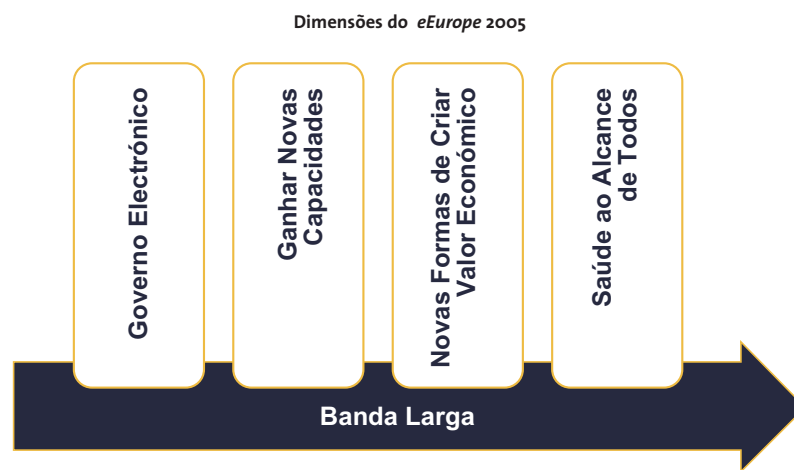 Dimensões do eEurope 2005
Governo Electrónico
Ganhar Novas
Capacidades
Novas Formas de Criar
Valor Económico
Saúde ao Alcance
de Todos
Banda Larga